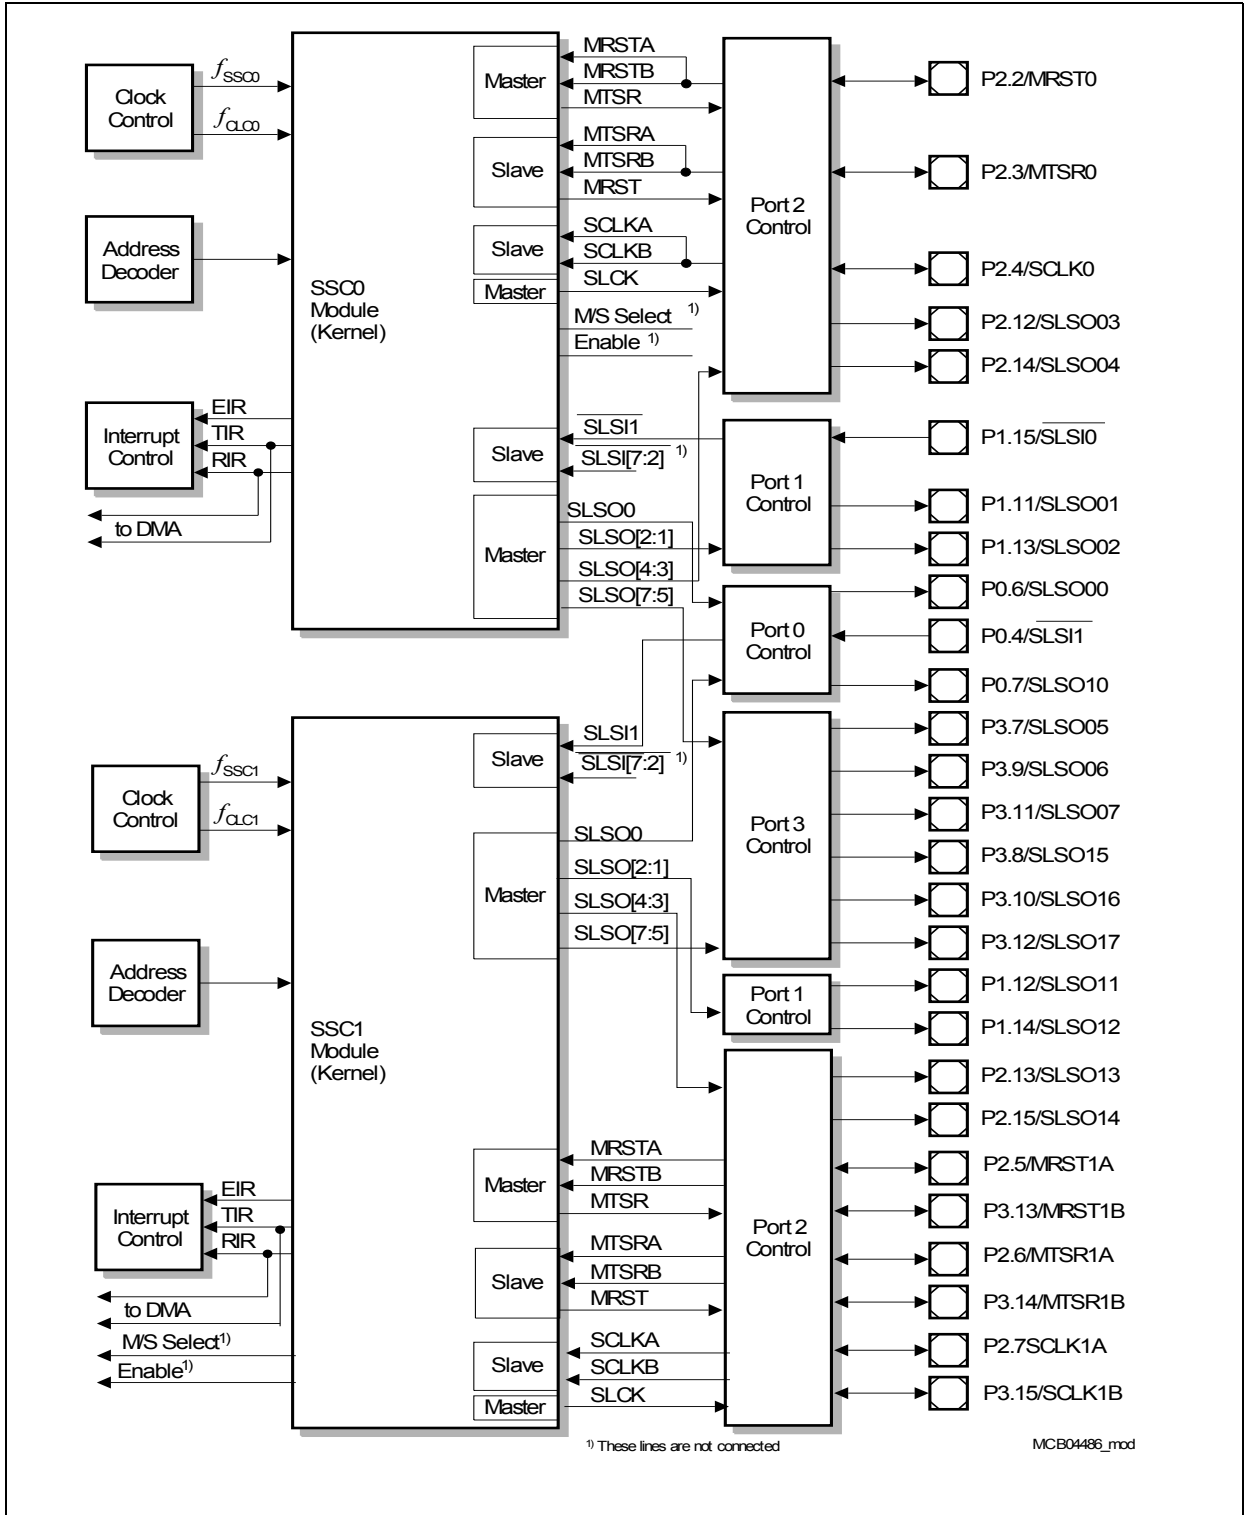 fSSC0
Clock
Control
fCLC0
Address
Decoder
Interrupt
Control
EIR
TIR
RIR
to DMA
SSC0
Module
(Kernel)
Master
Slave
Slave
Master
Slave
Master
MRSTA
MRSTB
MTSR
MTSRA
MTSRB
MRST
SCLKA
SCLKB
SLCK
M/S Select 1)
Enable 1)
SLSI1
SLSI[7:2] 1)
SLSO0
SLSO[2:1]
SLSO[4:3]
SLSO[7:5]
Port 2
Control
Port 1
Control
Port 0
Control
P2.2/MRST0
P2.3/MTSR0
P2.4/SCLK0
P2.12/SLSO03
P2.14/SLSO04
P1.15/SLSI0
P1.11/SLSO01
P1.13/SLSO02
P0.6/SLSO00
P0.4/SLSI1
P0.7/SLSO10
fSSC1
Clock
Control
fCLC1
Address
Decoder
Interrupt
Control
EIR
TIR
RIR
to DMA
M/S Select1)
Enable1)
SSC1
Module
(Kernel)
Slave
Master
Master
Slave
Slave
Master
SLSI1
SLSI[7:2] 1)
SLSO0
SLSO[2:1]
SLSO[4:3]
SLSO[7:5]
MRSTA
MRSTB
MTSR
MTSRA
MTSRB
MRST
SCLKA
SCLKB
SLCK
Port 3
Control
Port 1
Control
Port 2
Control
P3.7/SLSO05
P3.9/SLSO06
P3.11/SLSO07
P3.8/SLSO15
P3.10/SLSO16
P3.12/SLSO17
P1.12/SLSO11
P1.14/SLSO12
P2.13/SLSO13
P2.15/SLSO14
P2.5/MRST1A
P3.13/MRST1B
P2.6/MTSR1A
P3.14/MTSR1B
P2.7SCLK1A
P3.15/SCLK1B
1) These lines are not connected
MCB04486_mod